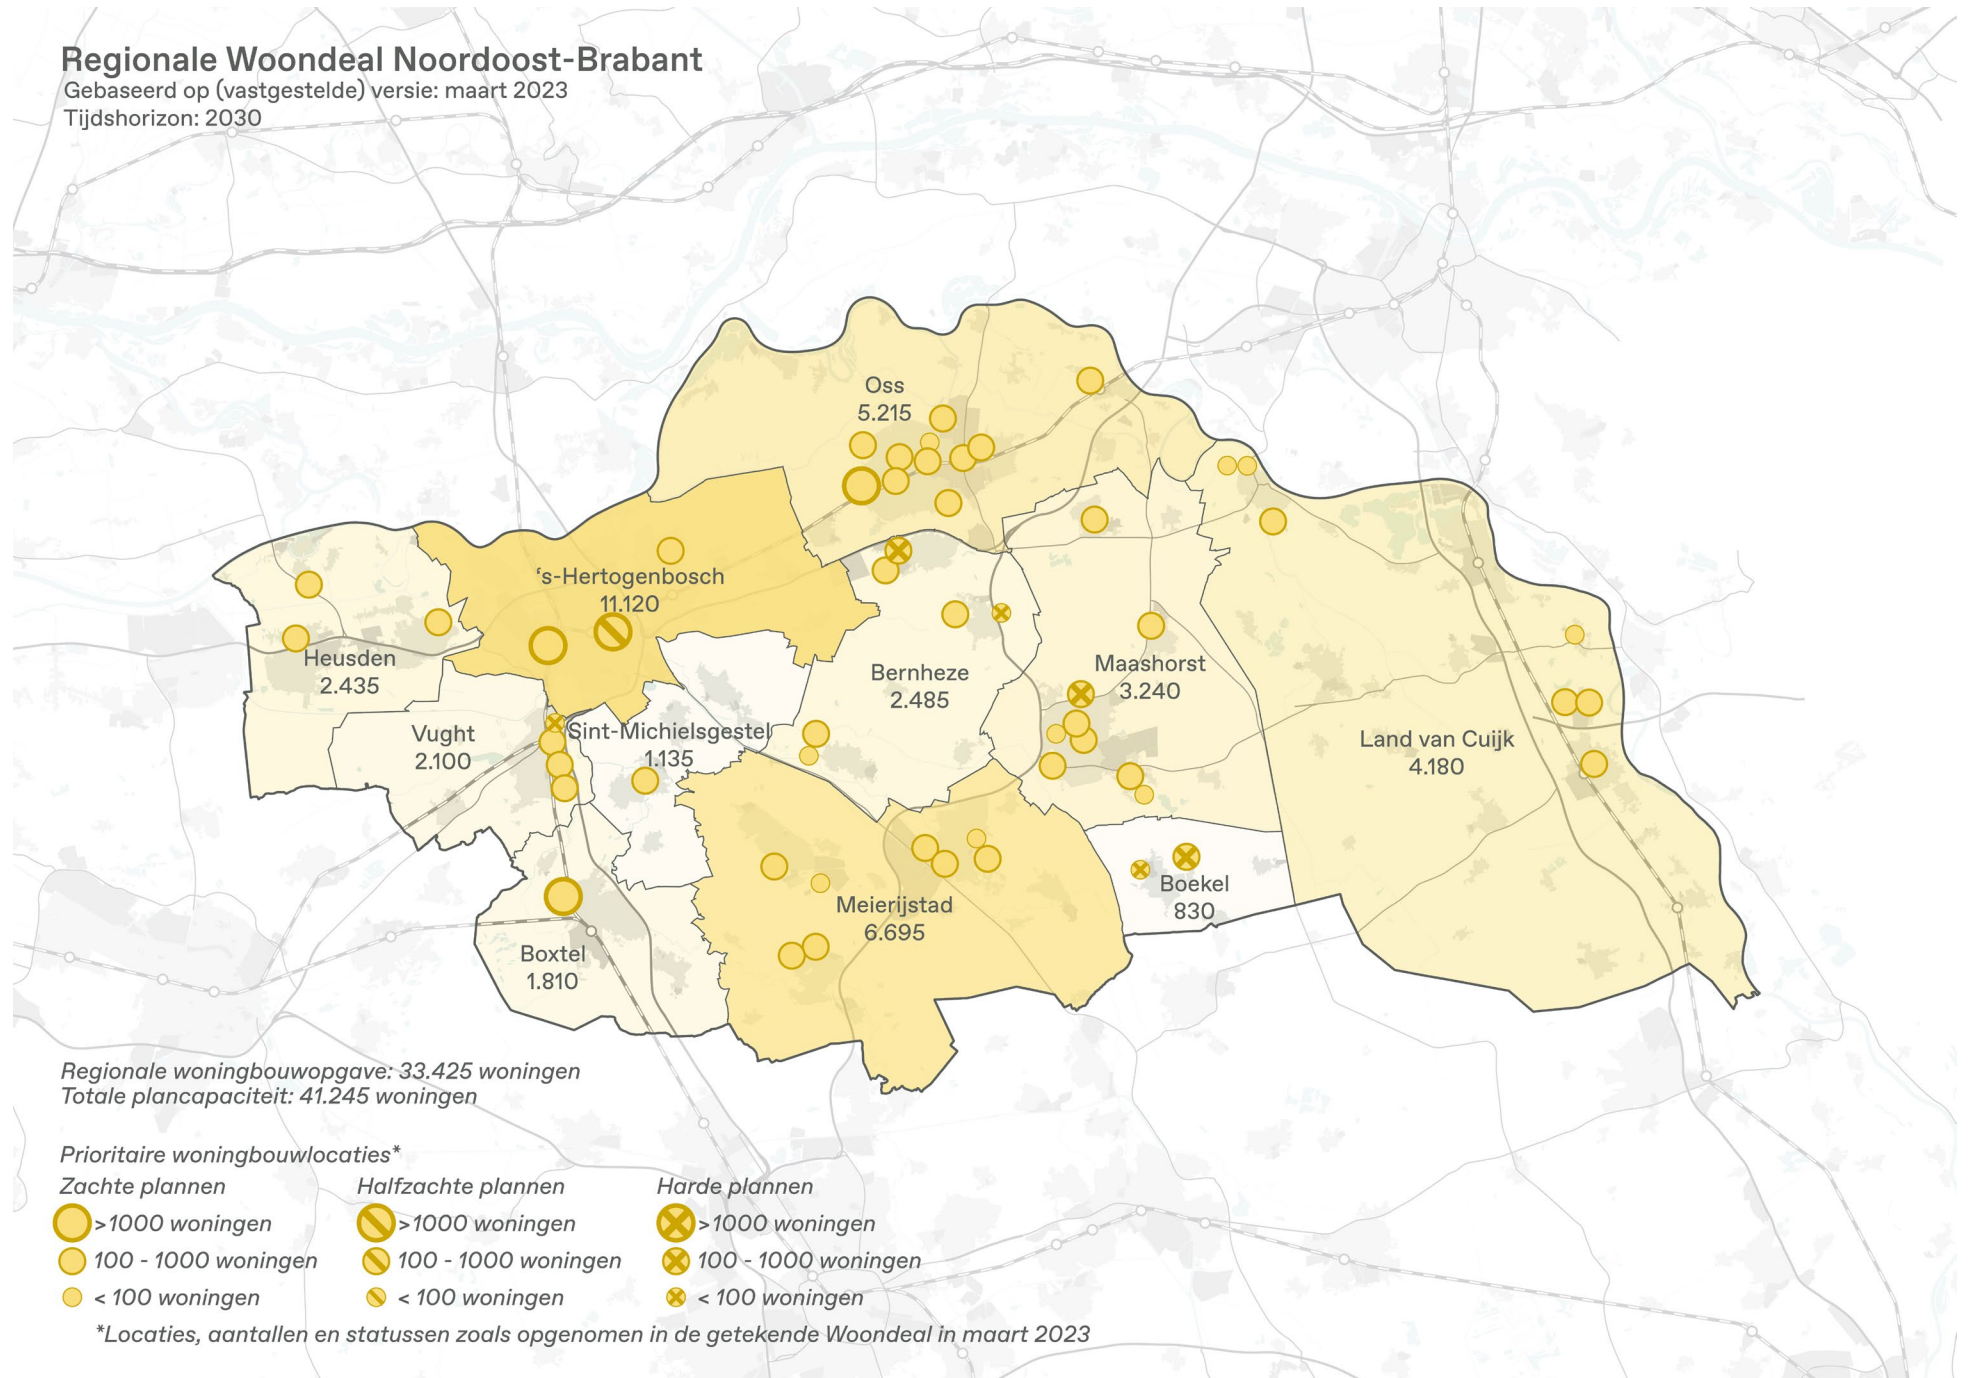 Regionale Woondeal Noordoost-Brabant
Gebaseerd op (vastgestelde) versie: maart 2023
Tijdshorizon: 2030
Oss
5.215
‘s-Hertogenbosch
11.120
Heusden
2.435
Bernheze
2.485
Maashorst
3.240
Vught
2.100
Sint-Michielsgestel
1.135
Land van Cuijk
4.180
Boekel
830
Meierijstad
6.695
Boxtel
1.810
Regionale woningbouwopgave: 33.425 woningen
Totale plancapaciteit: 41.245 woningen
Prioritaire woningbouwlocaties*
Zachte plannen
>1000 woningen
100 - 1000 woningen
< 100 woningen
Halfzachte plannen
>1000 woningen
100 - 1000 woningen
< 100 woningen
Harde plannen
>1000 woningen
100 - 1000 woningen
< 100 woningen
*Locaties, aantallen en statussen zoals opgenomen in de getekende Woondeal in maart 2023